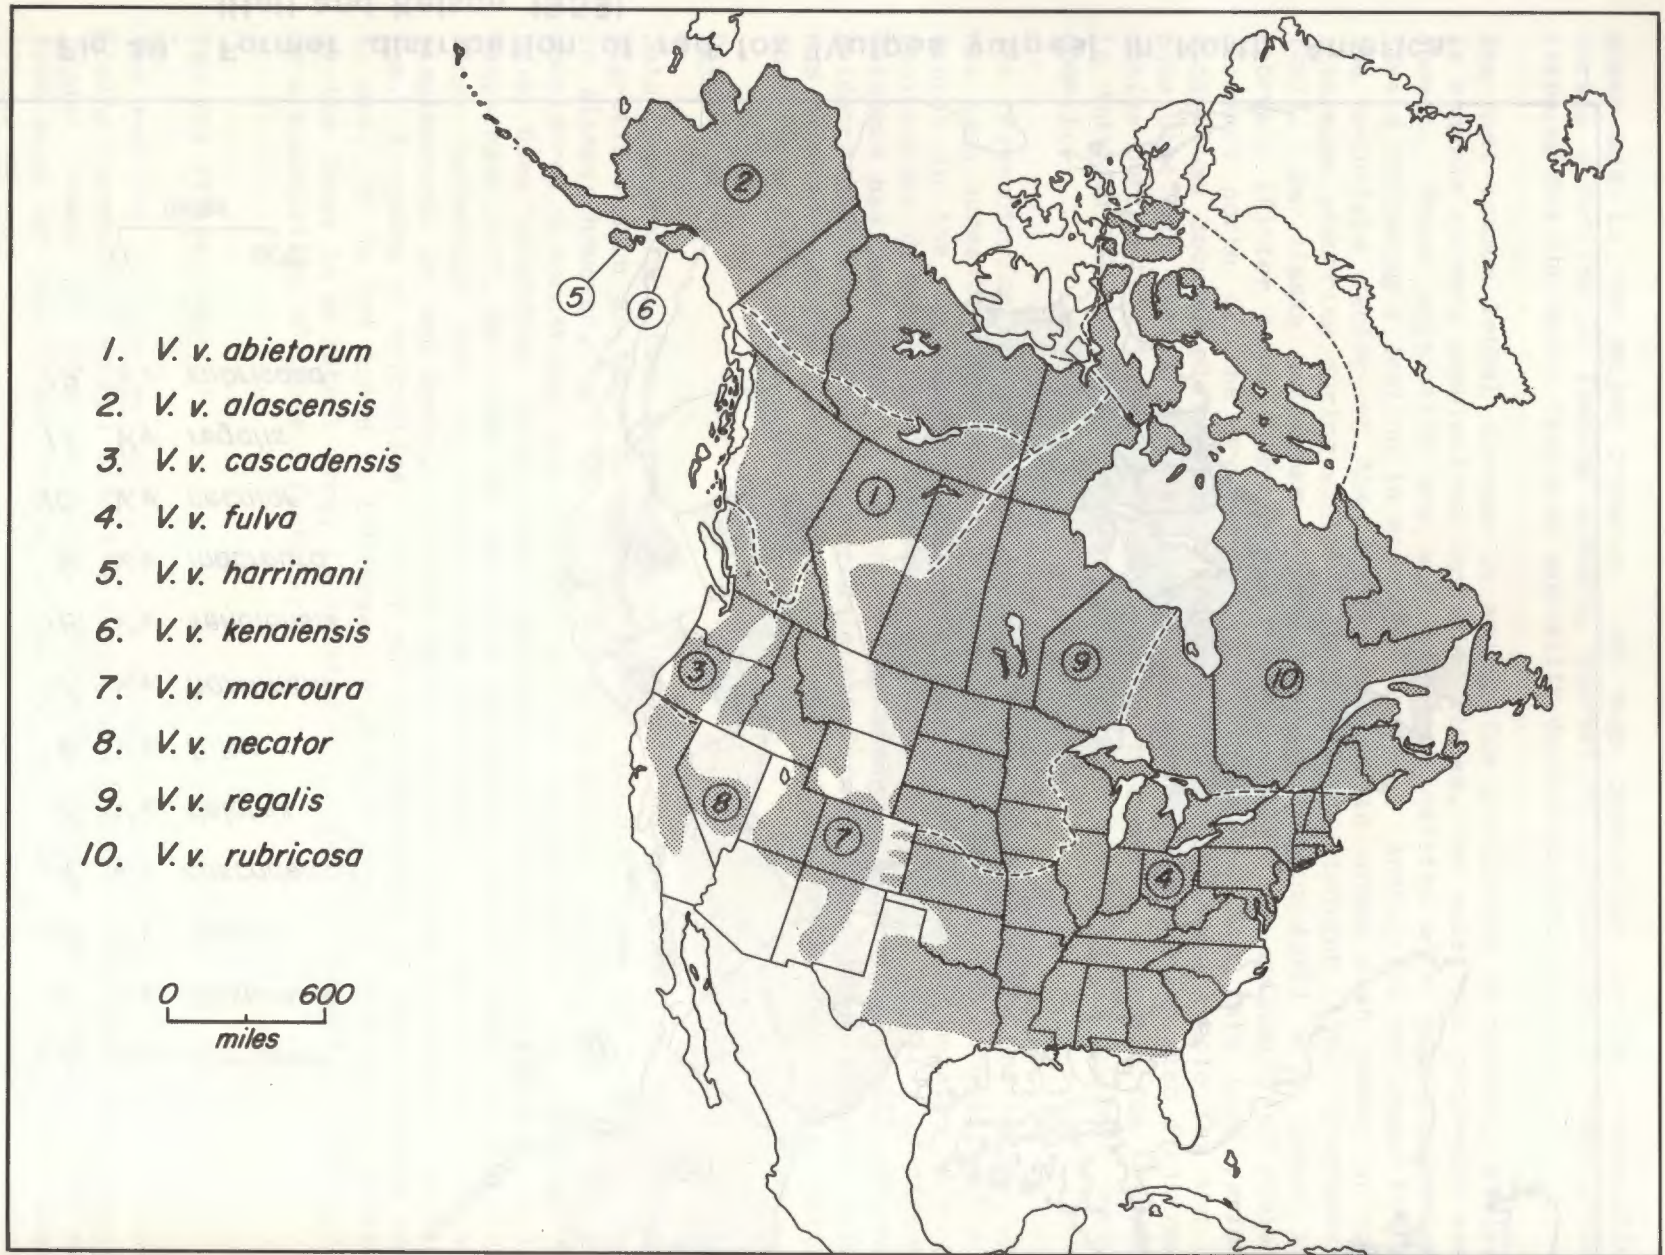 1. V. v. abietorum
2. V. v. alascensis
3. V. v. cascadensis
4. V. v. fulva
5. V. v. harrimani
6. V. v. kenaiensis
7. V. v. macroura
8. V. v. necator
9. V. v. regalis
10. V. v. rubricosa
0 600
miles
2
5 6
1
3
9
10
8
7
4